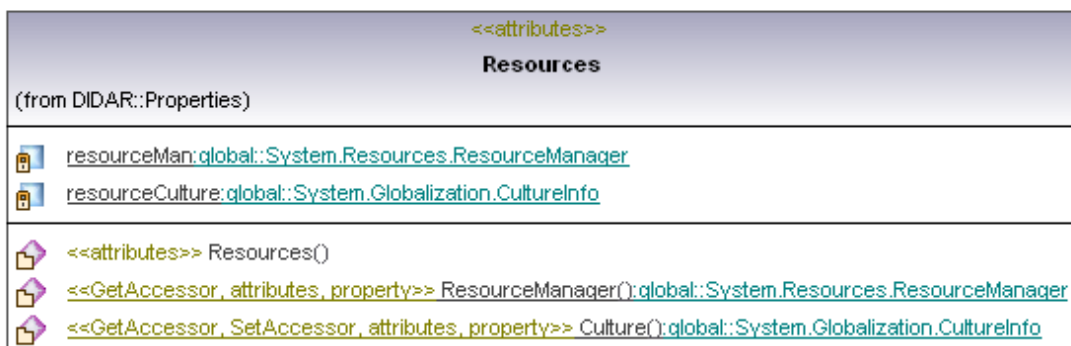 <<attributes>>
Resources
(from DIDAR::Properties)
resourceMan:global::System.Resources.ResourceManager
resourceCulture:global::System.Globalization.CultureInfo
<<attributes>> Resources()
<<GetAccessor, attributes, property>> ResourceManager():global::System.Resources.ResourceManager
<<GetAccessor, SetAccessor, attributes, property>> Culture():global::System.Globalization.CultureInfo